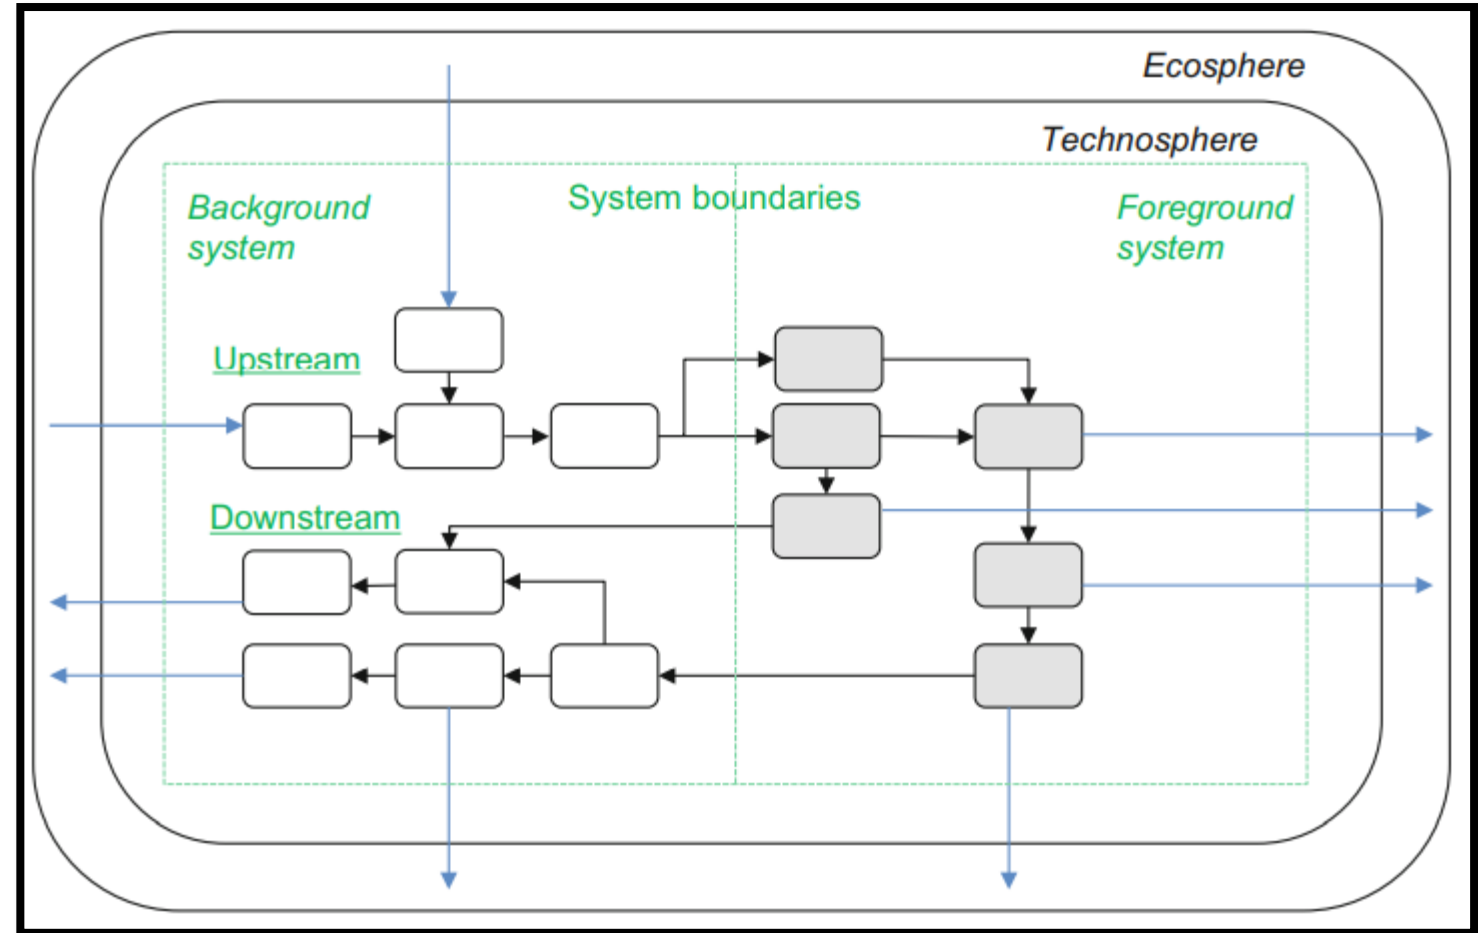 Ecosphere
Technosphere
System boundaries
Background
system
Foreground
system
Upstream
Downstream